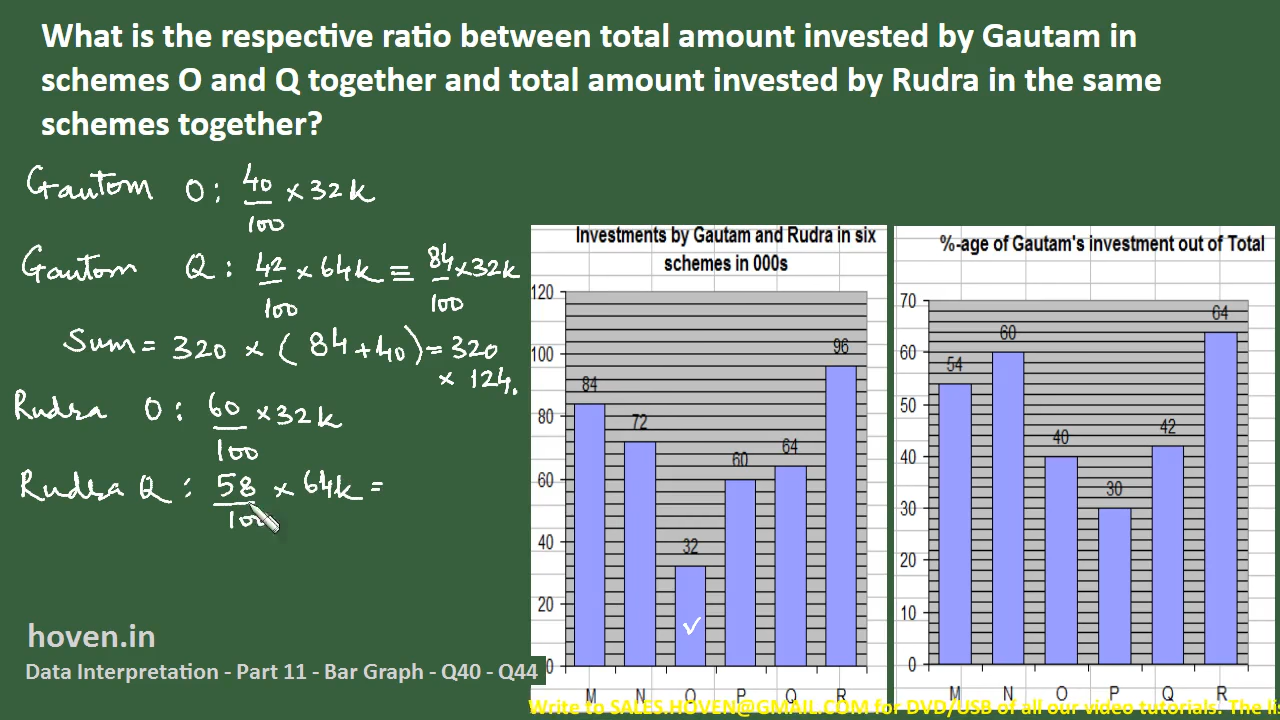 What is the respective ratio between total amount invested by Gautam in
schemes O and Q together and total amount invested by Rudra in the same
schemes together?
Gautam O : 40/100 × 32k
Gautam Q : 42/100 × 64k ≡ 84/100 × 32k
Sum = 320 × ( 84 + 40 ) = 320
× 124.
Rudra O : 60/100 × 32k
Rudra Q : 58/100 × 64k =
Investments by Gautam and Rudra in six
schemes in 000s
120
100
80
60
40
20
0
84
72
32
60
64
96
M N O P Q R
%-age of Gautam's investment out of Total
70
60
50
40
30
20
10
0
54
60
40
30
42
64
M N O P Q R
hoven.in
Data Interpretation - Part 11 - Bar Graph - Q40 - Q44
Write to SALES.HOVEN@GMAIL.COM for DVD/USB of all our video tutorials. The